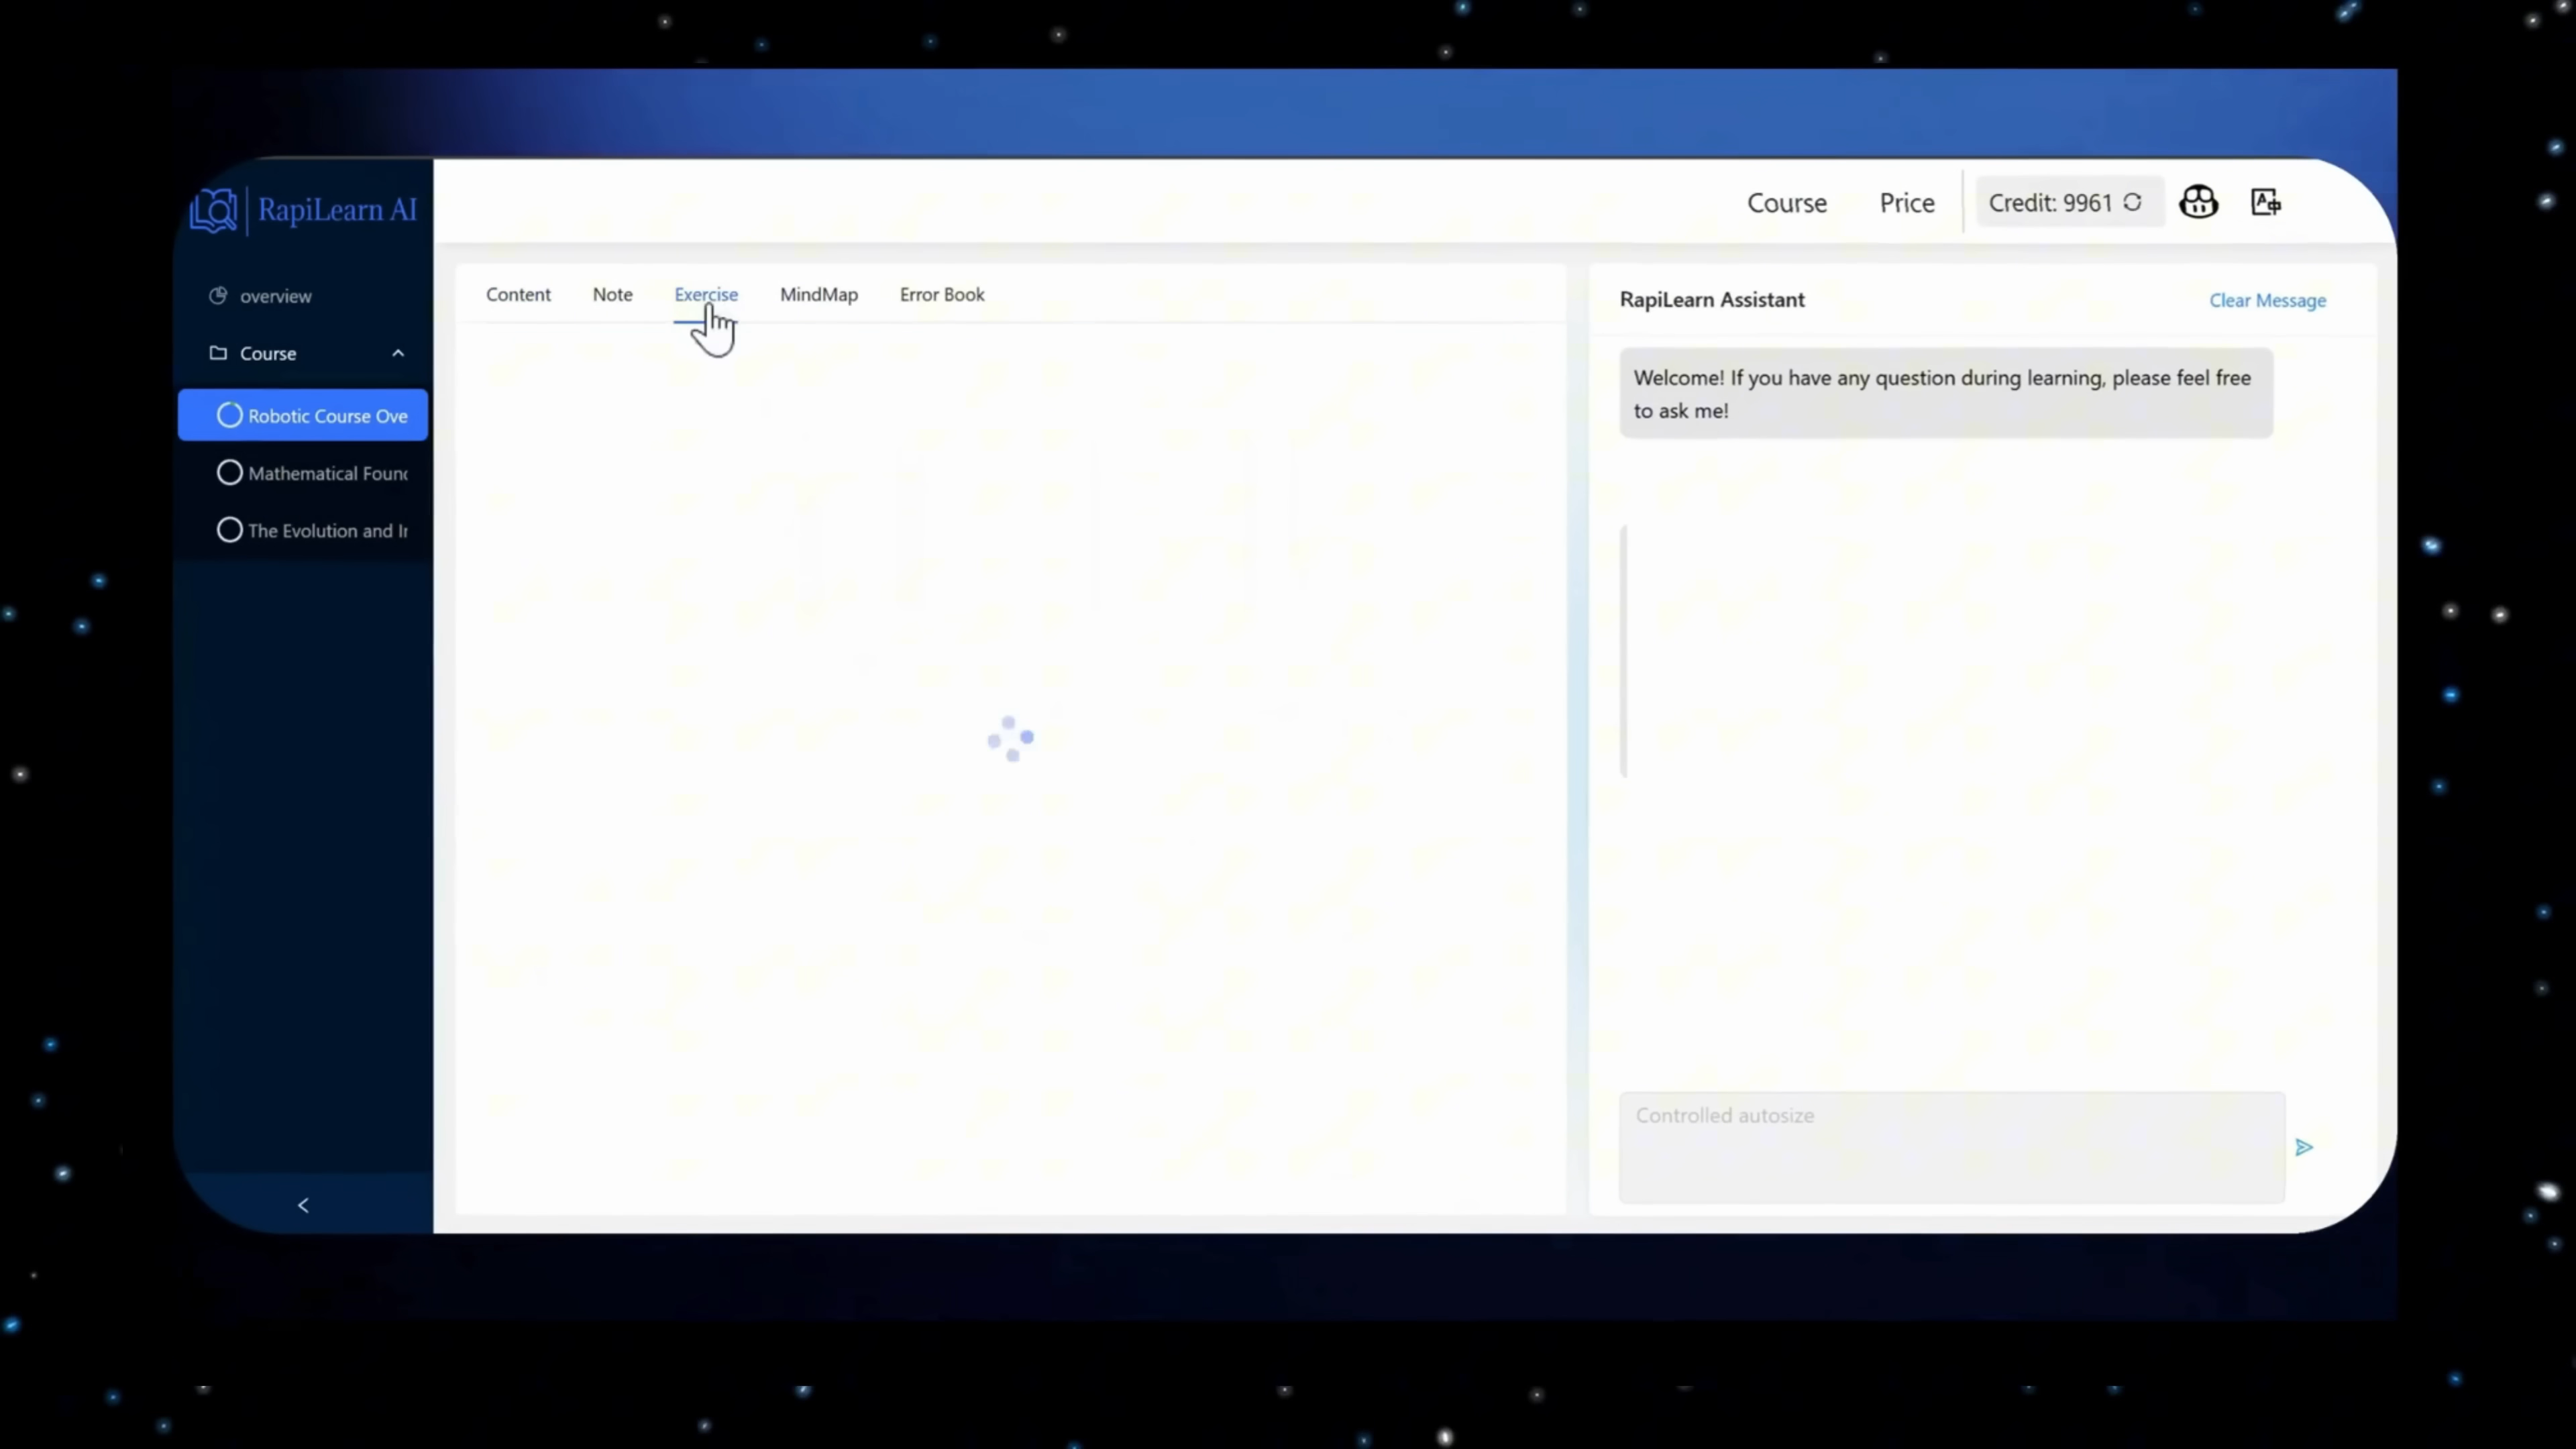 RapiLearn AI
Course
Price
Credit: 9961
overview
Course
Robotic Course Ove
Mathematical Foun
The Evolution and
Content
Note
Exercise
MindMap
Error Book
RapiLearn Assistant
Clear Message
Welcome! If you have any question during learning, please feel free
to ask me!
Controlled autosize